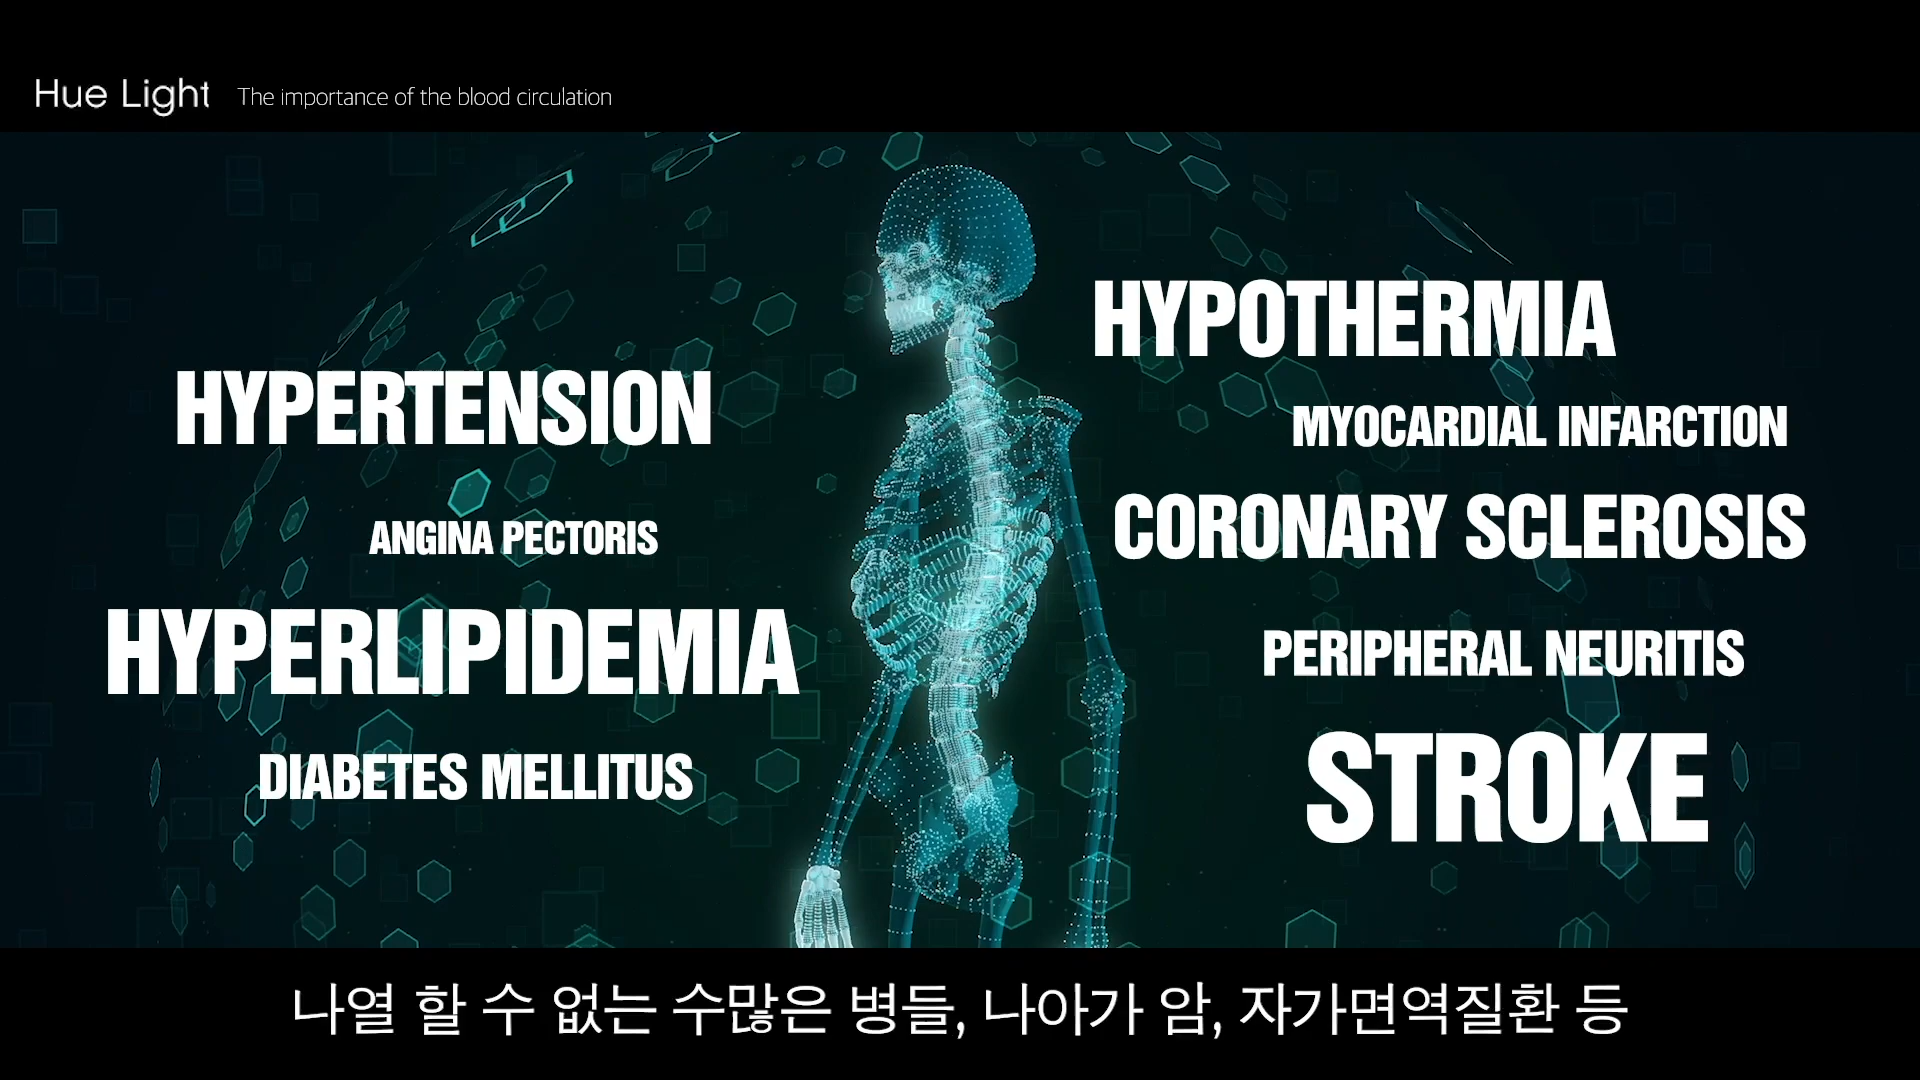 Hue Light The importance of the blood circulation
HYPERTENSION
ANGINA PECTORIS
HYPERLIPIDEMIA
DIABETES MELLITUS
HYPOTHERMIA
MYOCARDIAL INFARCTION
CORONARY SCLEROSIS
PERIPHERAL NEURITIS
STROKE
나열 할 수 없는 수많은 병들, 나아가 암, 자가면역질환 등